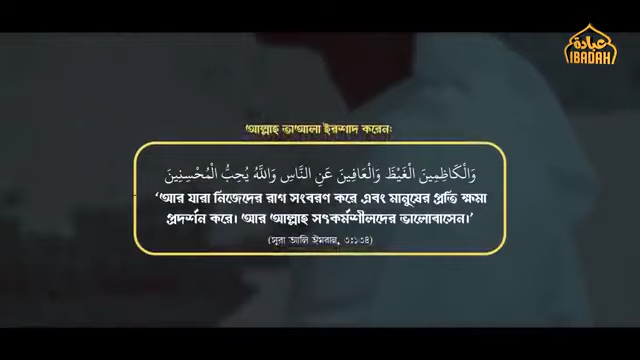 عبادة
IBADAH
আল্লাহ তা'আলা ইরশাদ করেন:
وَالْكَاظِمِينَ الْغَيْظَ وَالْعَافِينَ عَنِ النَّاسِ وَاللَّهُ يُحِبُّ الْمُحْسِنِينَ
‘আর যারা নিজেদের রাগ সংবরণ করে এবং মানুষের প্রতি ক্ষমা
প্রদর্শন করে। আর আল্লাহ সৎকর্মশীলদের ভালোবাসেন।’
(সুরা আলি ঈমরান, ৩:১৩৪)